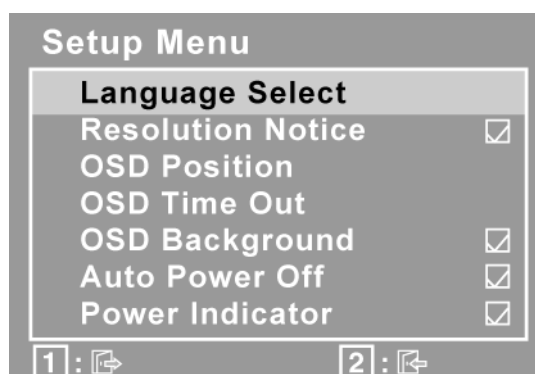 Setup Menu
Language Select
Resolution Notice
OSD Position
OSD Time Out
OSD Background
Auto Power Off
Power Indicator
1 : 2 :